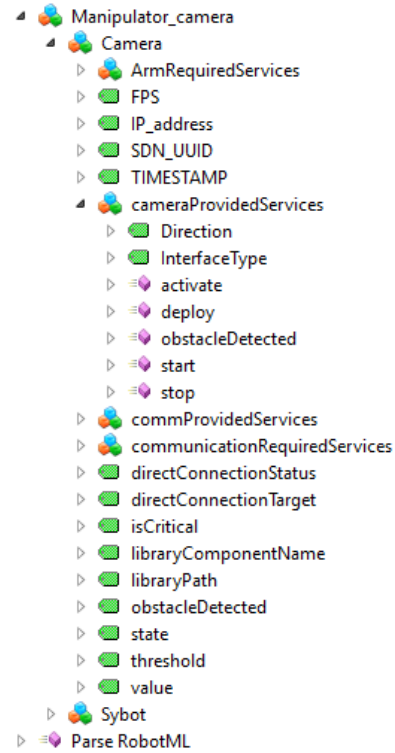 Manipulator_camera
Camera
ArmRequiredServices
FPS
IP_address
SDN_UUID
TIMESTAMP
cameraProvidedServices
Direction
InterfaceType
activate
deploy
obstacleDetected
start
stop
commProvidedServices
communicationRequiredServices
directConnectionStatus
directConnectionTarget
isCritical
libraryComponentName
libraryPath
obstacleDetected
state
threshold
value
Sybot
Parse RobotML